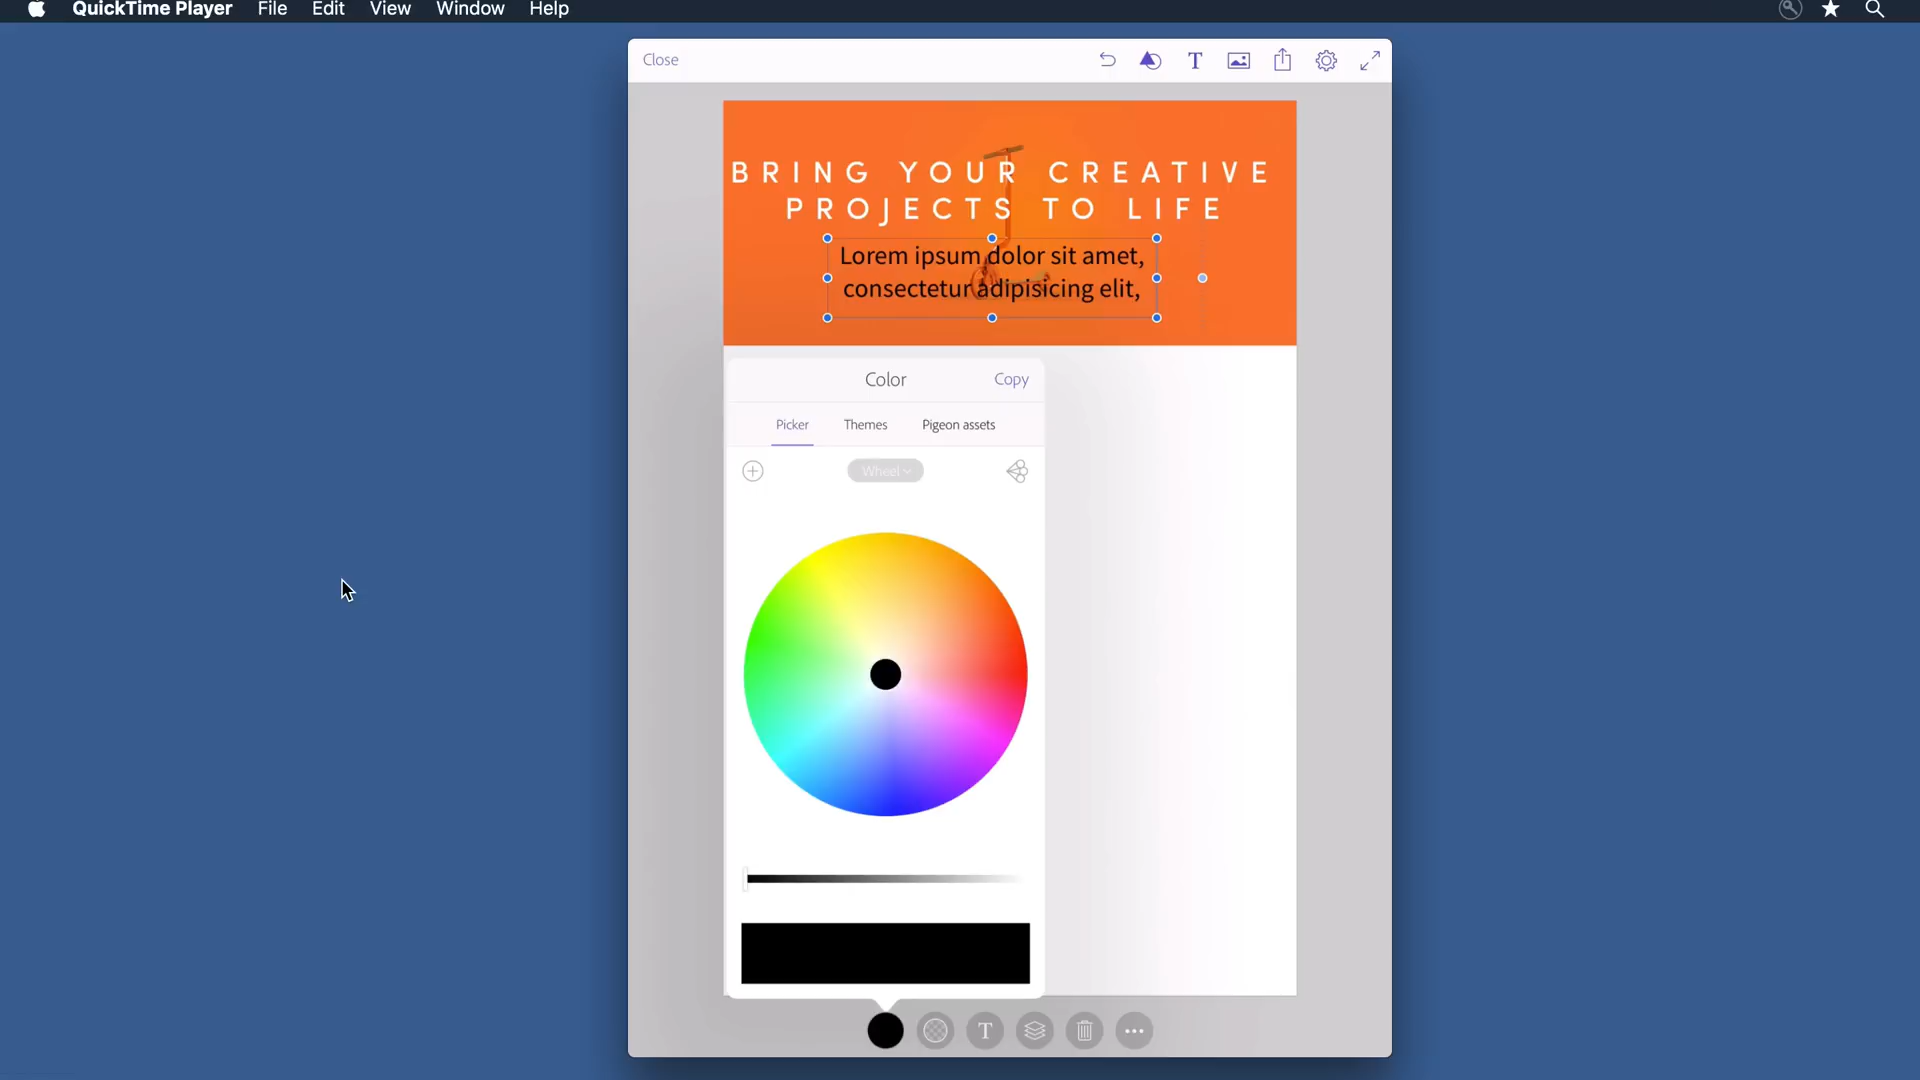 QuickTime Player File Edit View Window Help
Close
T
BRING YOUR CREATIVE
PROJECTS TO LIFE
Lorem ipsum dolor sit amet,
consectetur adipisicing elit,
Color Copy
Picker Themes Pigeon assets
Wheel
T